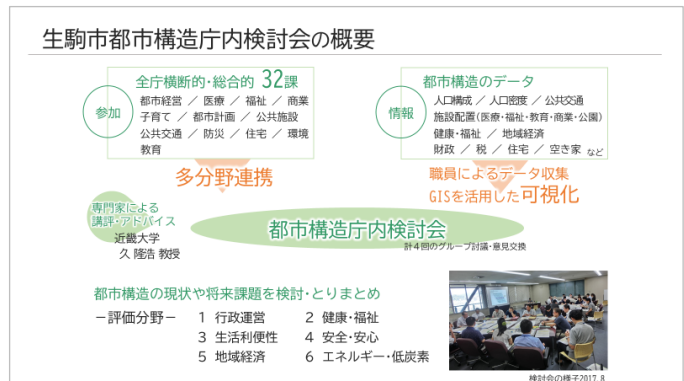 生駒市都市構造庁内検討会の概要
参加
全庁横断的・総合的 32課
都市経営 ／ 医療 ／ 福祉 ／ 商業
子育て ／ 都市計画 ／ 公共施設
公共交通 ／ 防災 ／ 住宅 ／ 環境
教育
情報
都市構造のデータ
人口構成 ／ 人口密度 ／ 公共交通
施設配置(医療・福祉・教育・商業・公園)
健康・福祉 ／ 地域経済
財政 ／ 税 ／ 住宅 ／ 空き家 など
多分野連携
職員によるデータ収集
GISを活用した可視化
専門家による
講評・アドバイス
近畿大学
久 隆浩 教授
都市構造庁内検討会
計４回のグループ討議・意見交換
都市構造の現状や将来課題を検討・とりまとめ
－評価分野－
1 行政運営 2 健康・福祉
3 生活利便性 4 安全・安心
5 地域経済 6 エネルギー・低炭素
検討会の様子2017.8